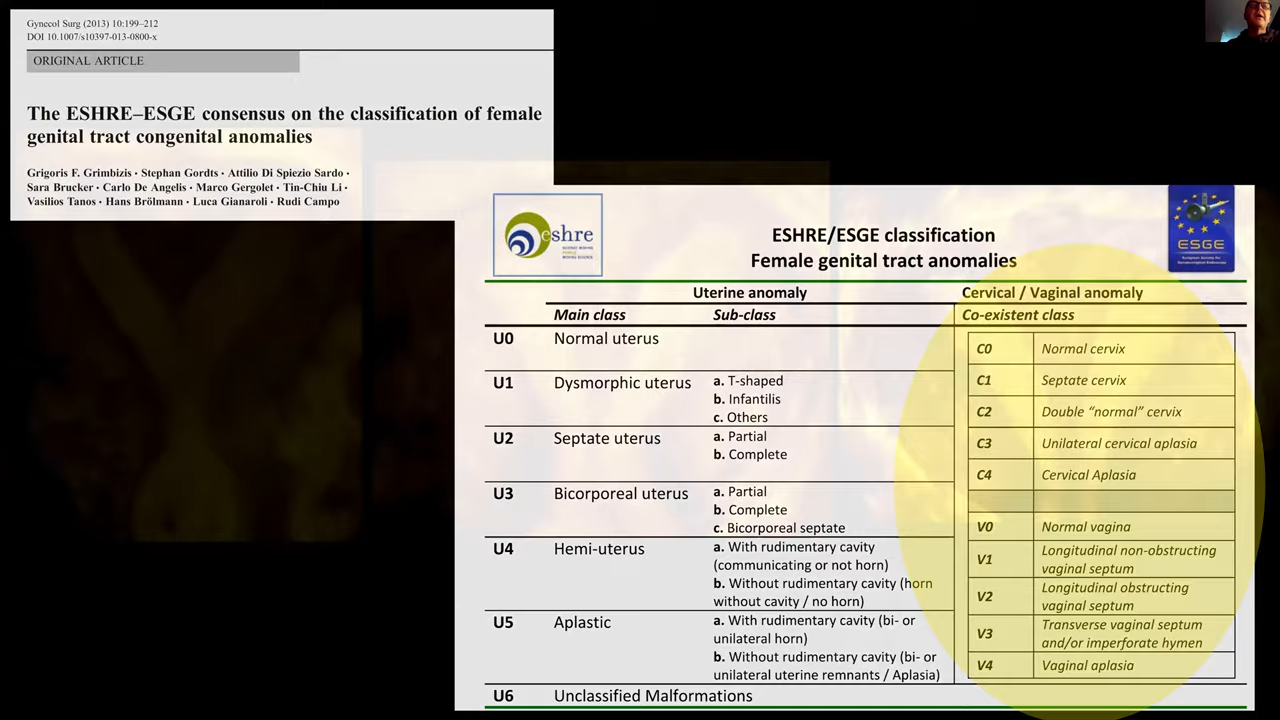 Gynecol Surg (2013) 10:199–212
DOI 10.1007/s10397-013-0800-x
ORIGINAL ARTICLE
The ESHRE–ESGE consensus on the classification of female
genital tract congenital anomalies
Grigoris F. Grimbizis · Stephan Gordts · Attilio Di Spiezio Sardo ·
Sara Brucker · Carlo De Angelis · Marco Gergolet · Tin-Chiu Li ·
Vasilios Tanos · Hans Brölmann · Luca Gianaroli · Rudi Campo
eshre
ESGE
ESHRE/ESGE classification
Female genital tract anomalies
Uterine anomaly
Cervical / Vaginal anomaly
Main class
Sub-class
Co-existent class
U0
Normal uterus
U1
Dysmorphic uterus
a. T-shaped
b. Infantilis
c. Others
U2
Septate uterus
a. Partial
b. Complete
U3
Bicorporeal uterus
a. Partial
b. Complete
c. Bicorporeal septate
U4
Hemi-uterus
a. With rudimentary cavity
(communicating or not horn)
b. Without rudimentary cavity (horn
without cavity / no horn)
U5
Aplastic
a. With rudimentary cavity (bi- or
unilateral horn)
b. Without rudimentary cavity (bi- or
unilateral uterine remnants / Aplasia)
U6
Unclassified Malformations
C0
Normal cervix
C1
Septate cervix
C2
Double “normal” cervix
C3
Unilateral cervical aplasia
C4
Cervical Aplasia
V0
Normal vagina
V1
Longitudinal non-obstructing
vaginal septum
V2
Longitudinal obstructing
vaginal septum
V3
Transverse vaginal septum
and/or imperforate hymen
V4
Vaginal aplasia